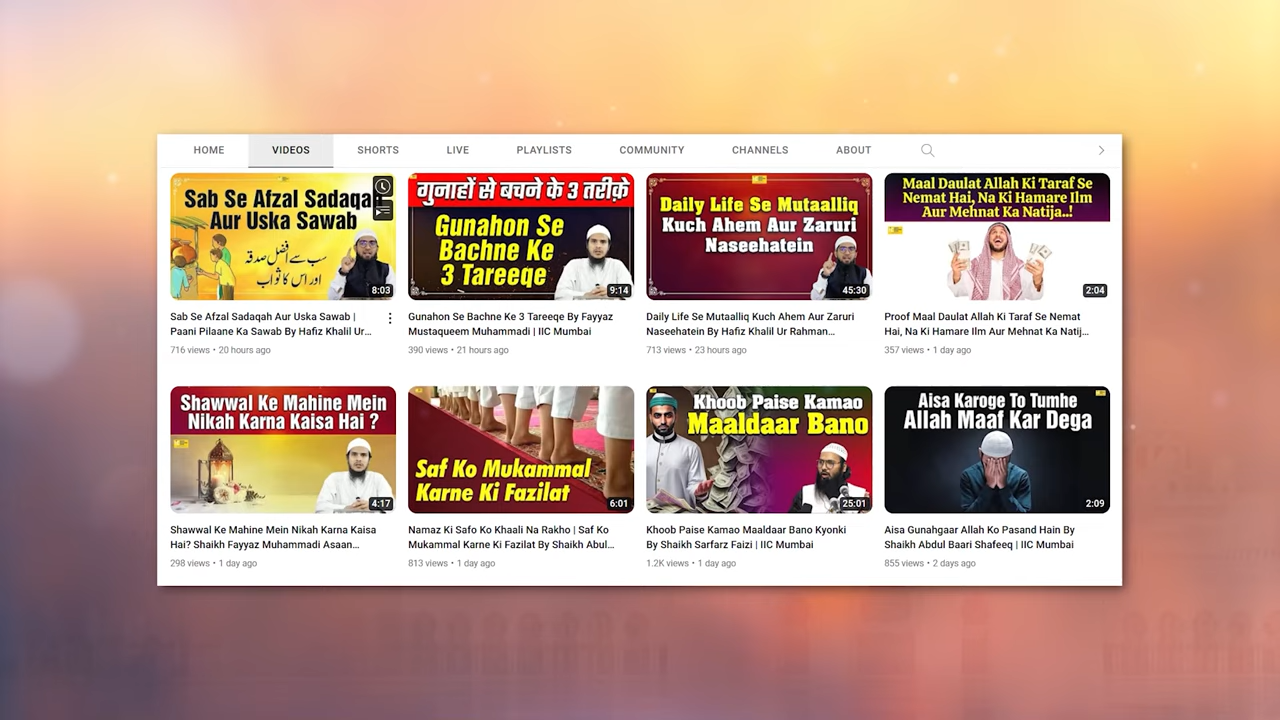 HOME VIDEOS SHORTS LIVE PLAYLISTS COMMUNITY CHANNELS ABOUT
Sab Se Afzal Sadaqah
Aur Uska Sawab
سب سے افضل صدقہ
اور اس کا ثواب
8:03
Sab Se Afzal Sadaqah Aur Uska Sawab |
Paani Pilaane Ka Sawab By Hafiz Khalil Ur...
716 views • 20 hours ago
गुनाहों से बचने के 3 तरीक़े
Gunahon Se
Bachne Ke
3 Tareeqe
9:14
Gunahon Se Bachne Ke 3 Tareeqe By Fayyaz
Mustaqueem Muhammadi | IIC Mumbai
390 views • 21 hours ago
Daily Life Se Mutaalliq
Kuch Ahem Aur Zaruri
Naseehatein
45:30
Daily Life Se Mutaalliq Kuch Ahem Aur Zaruri
Naseehatein By Hafiz Khalil Ur Rahman...
713 views • 23 hours ago
Maal Daulat Allah Ki Taraf Se
Nemat Hai, Na Ki Hamare Ilm
Aur Mehnat Ka Natija..!
2:04
Proof Maal Daulat Allah Ki Taraf Se Nemat
Hai, Na Ki Hamare Ilm Aur Mehnat Ka Natij...
357 views • 1 day ago
Shawwal Ke Mahine Mein
Nikah Karna Kaisa Hai ?
4:17
Shawwal Ke Mahine Mein Nikah Karna Kaisa
Hai? Shaikh Fayyaz Muhammadi Asaan...
298 views • 1 day ago
Saf Ko Mukammal
Karne Ki Fazilat
6:01
Namaz Ki Safo Ko Khaali Na Rakho | Saf Ko
Mukammal Karne Ki Fazilat By Shaikh Abul...
813 views • 1 day ago
Khoob Paise Kamao
Maaldaar Bano
25:01
Khoob Paise Kamao Maaldaar Bano Kyonki
By Shaikh Sarfarz Faizi | IIC Mumbai
1.2K views • 1 day ago
Aisa Karoge To Tumhe
Allah Maaf Kar Dega
2:09
Aisa Gunahgaar Allah Ko Pasand Hain By
Shaikh Abdul Baari Shafeeq | IIC Mumbai
855 views • 2 days ago